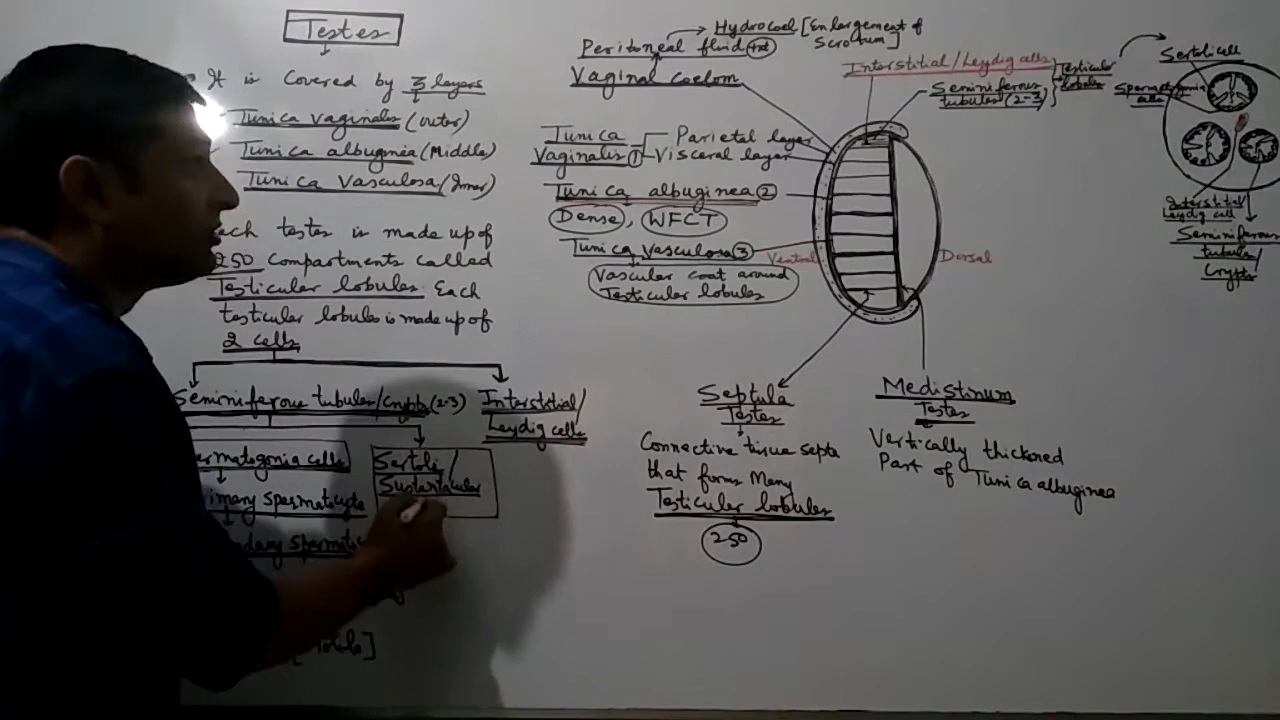 Testes
It is Covered by 3 layers
Tunica vaginalis (outer)
Tunica albuginea (Middle)
Tunica Vasculosa (Inner)
Each testes is made up of
250 Compartments called
Testicular lobules. Each
testicular lobules is made up of
2 cells
Seminiferous tubules/Crypts (2-3)
Interstitial/
Leydig cells
Sertoli/
Sustentacular
Hydrocoel [Enlargement of
Scrotum]
Peritoneal fluid
Vaginal Coelom
Tunica
Vaginalis ①
Parietal layer
Visceral layer
Tunica albuginea ②
Dense, WFCT
Tunica Vasculosa ③
Vascular Coat around
Testicular lobules
Ventral
Dorsal
Interstitial/Leydig cells
Seminiferous
tubules (2-3)
Testicular
lobules
Septula
Testes
Connective tissue septa
that forms Many
Testicular lobules
250
Medistinum
Testes
Vertically thickened
Part of Tunica albuginea
Sertoli cell
Interstitial
Leydig cell
Seminiferous
tubules/
Crypts